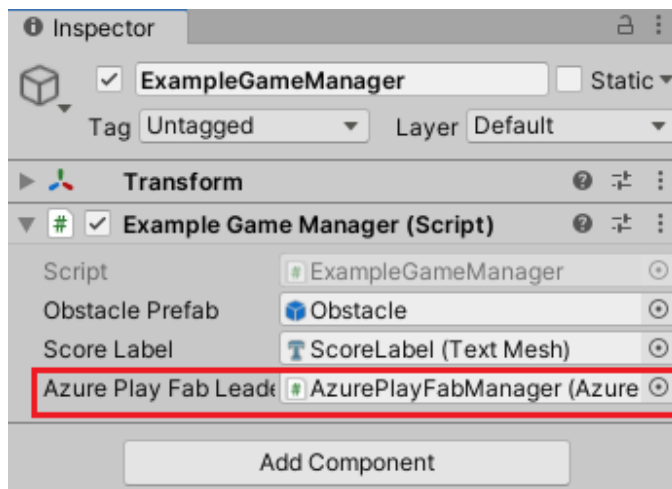 Inspector
ExampleGameManager Static
Tag Untagged Layer Default
Transform
# Example Game Manager (Script)
Script # ExampleGameManager
Obstacle Prefab Obstacle
Score Label ScoreLabel (Text Mesh)
Azure Play Fab Leade # AzurePlayFabManager (Azure
Add Component